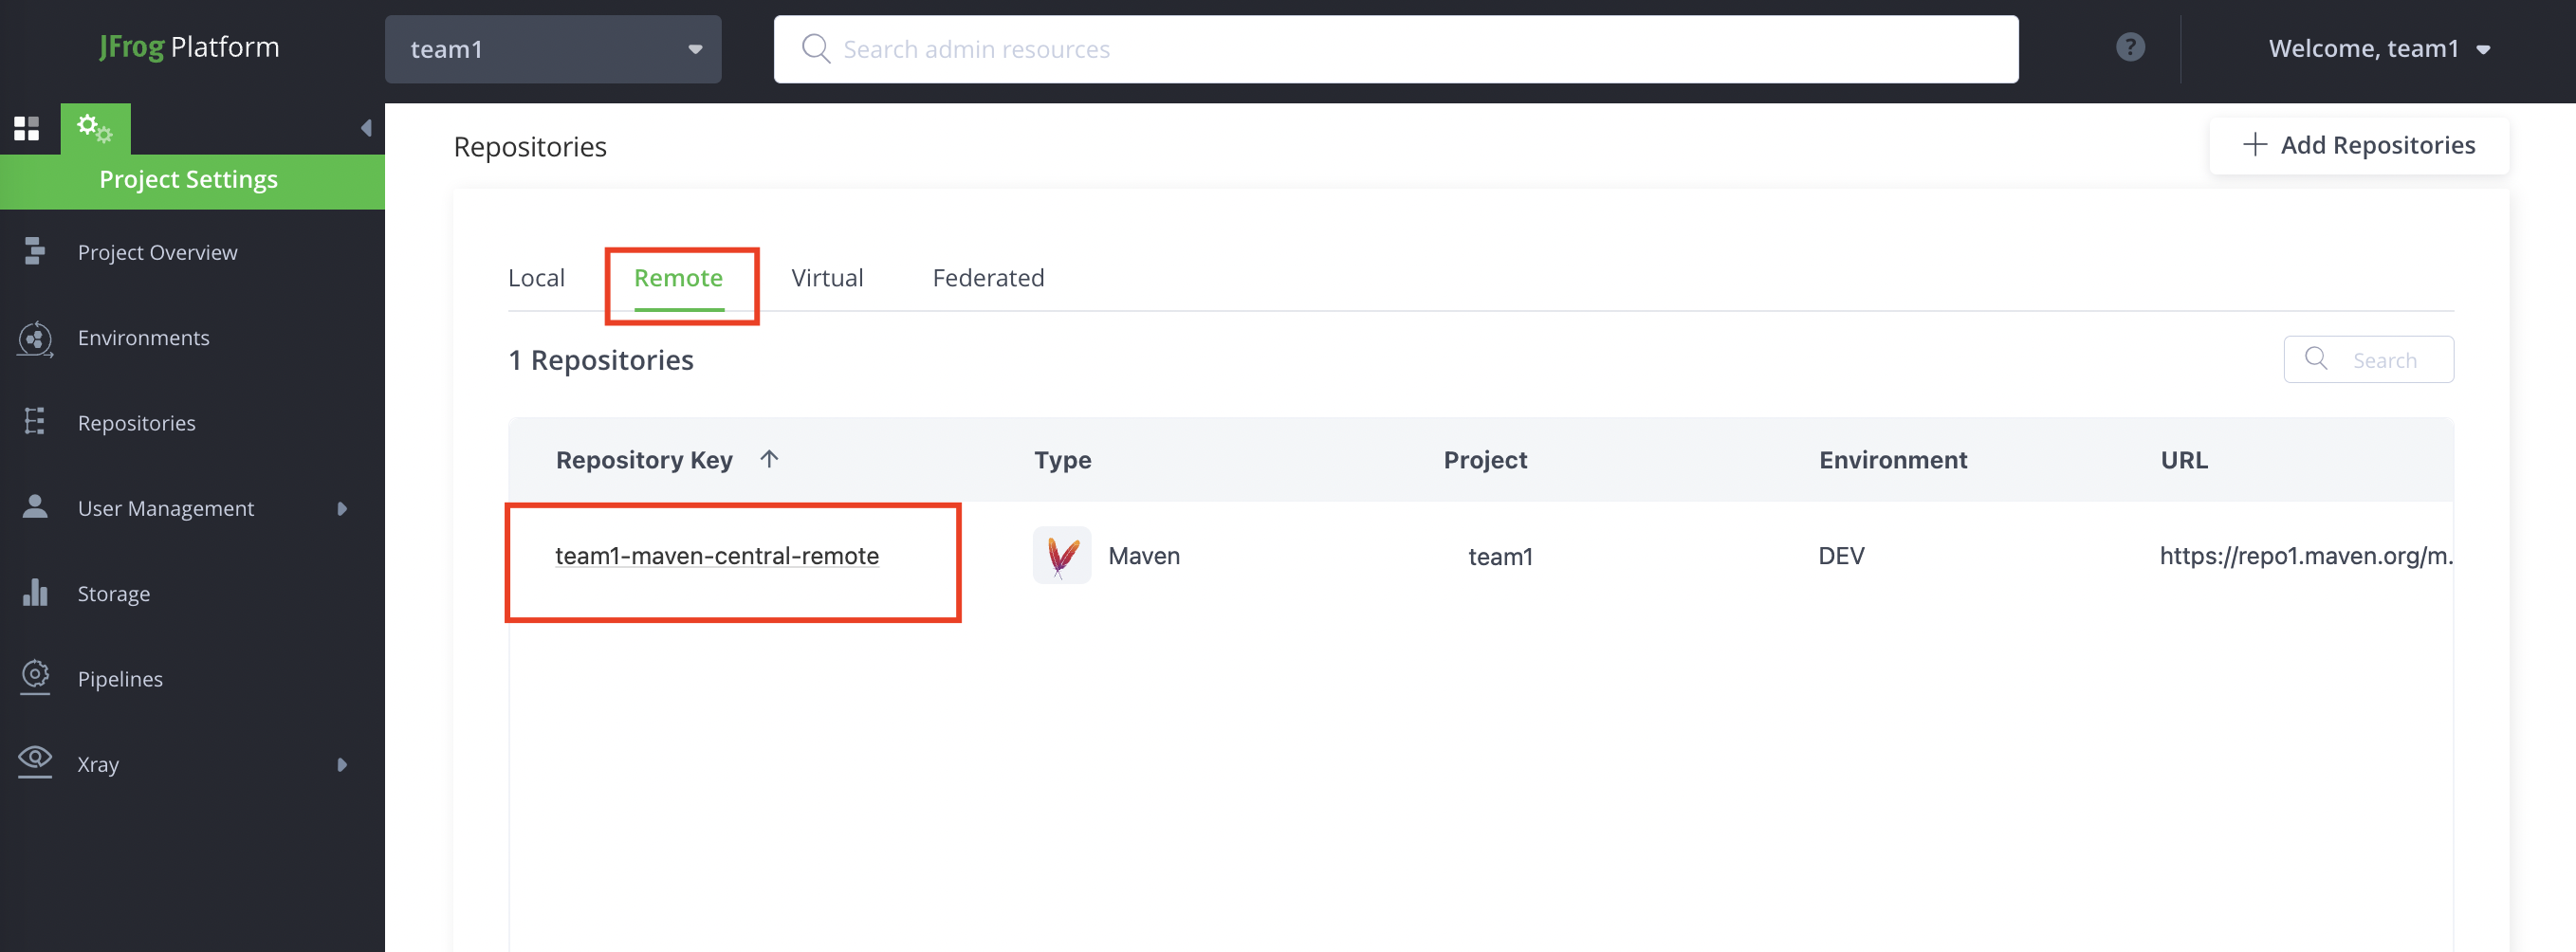 JFrog Platform
team1
Search admin resources
?
Welcome, team1
Project Settings
Project Overview
Environments
Repositories
User Management
Storage
Pipelines
Xray
Repositories
Add Repositories
Local Remote Virtual Federated
1 Repositories
Search
Repository Key Type Project Environment URL
team1-maven-central-remote Maven team1 DEV https://repo1.maven.org/m.